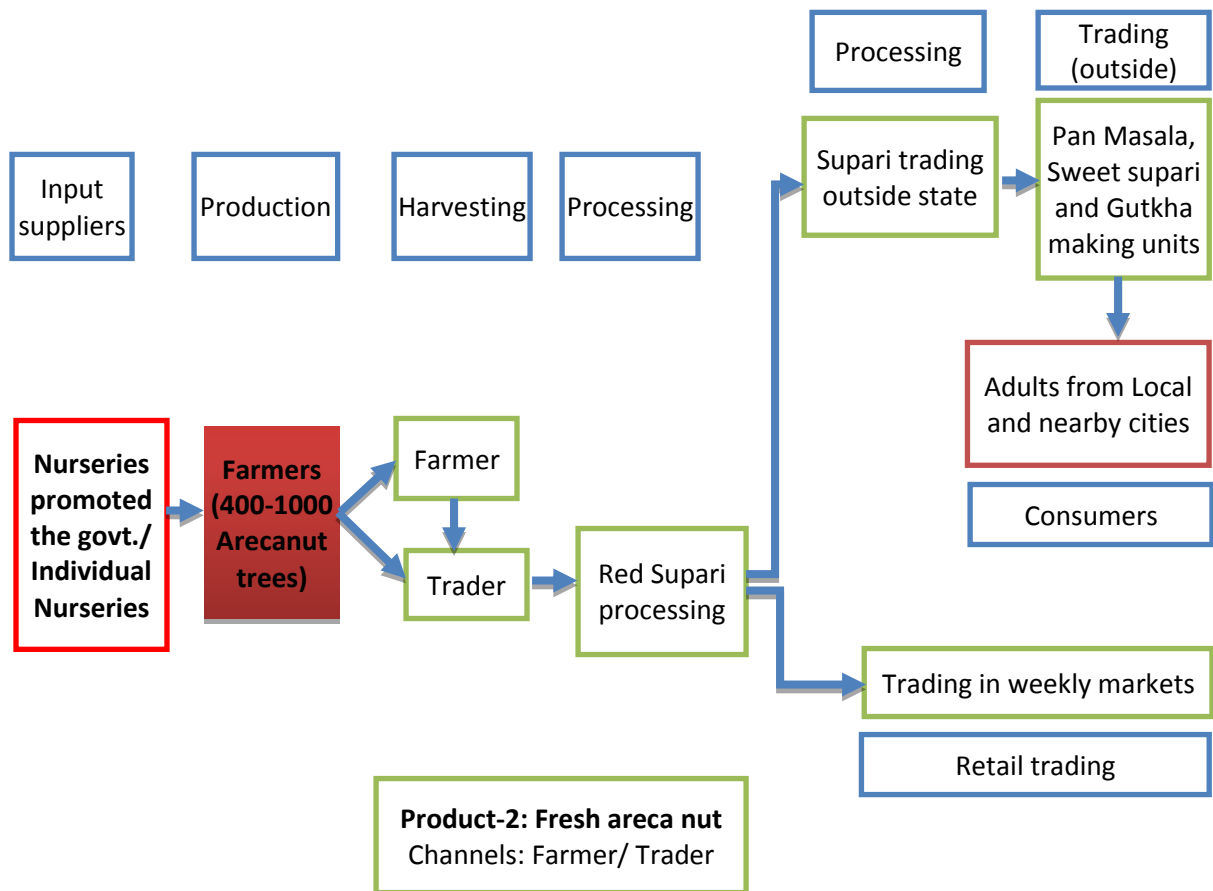 Processing
Trading
(outside)
Input
suppliers
Production
Harvesting
Processing
Supari trading
outside state
Pan Masala,
Sweet supari
and Gutkha
making units
Adults from Local
and nearby cities
Consumers
Nurseries
promoted
the govt./
Individual
Nurseries
Farmers
(400-1000
Arecanut
trees)
Farmer
Trader
Red Supari
processing
Trading in weekly markets
Retail trading
Product-2: Fresh areca nut
Channels: Farmer/ Trader